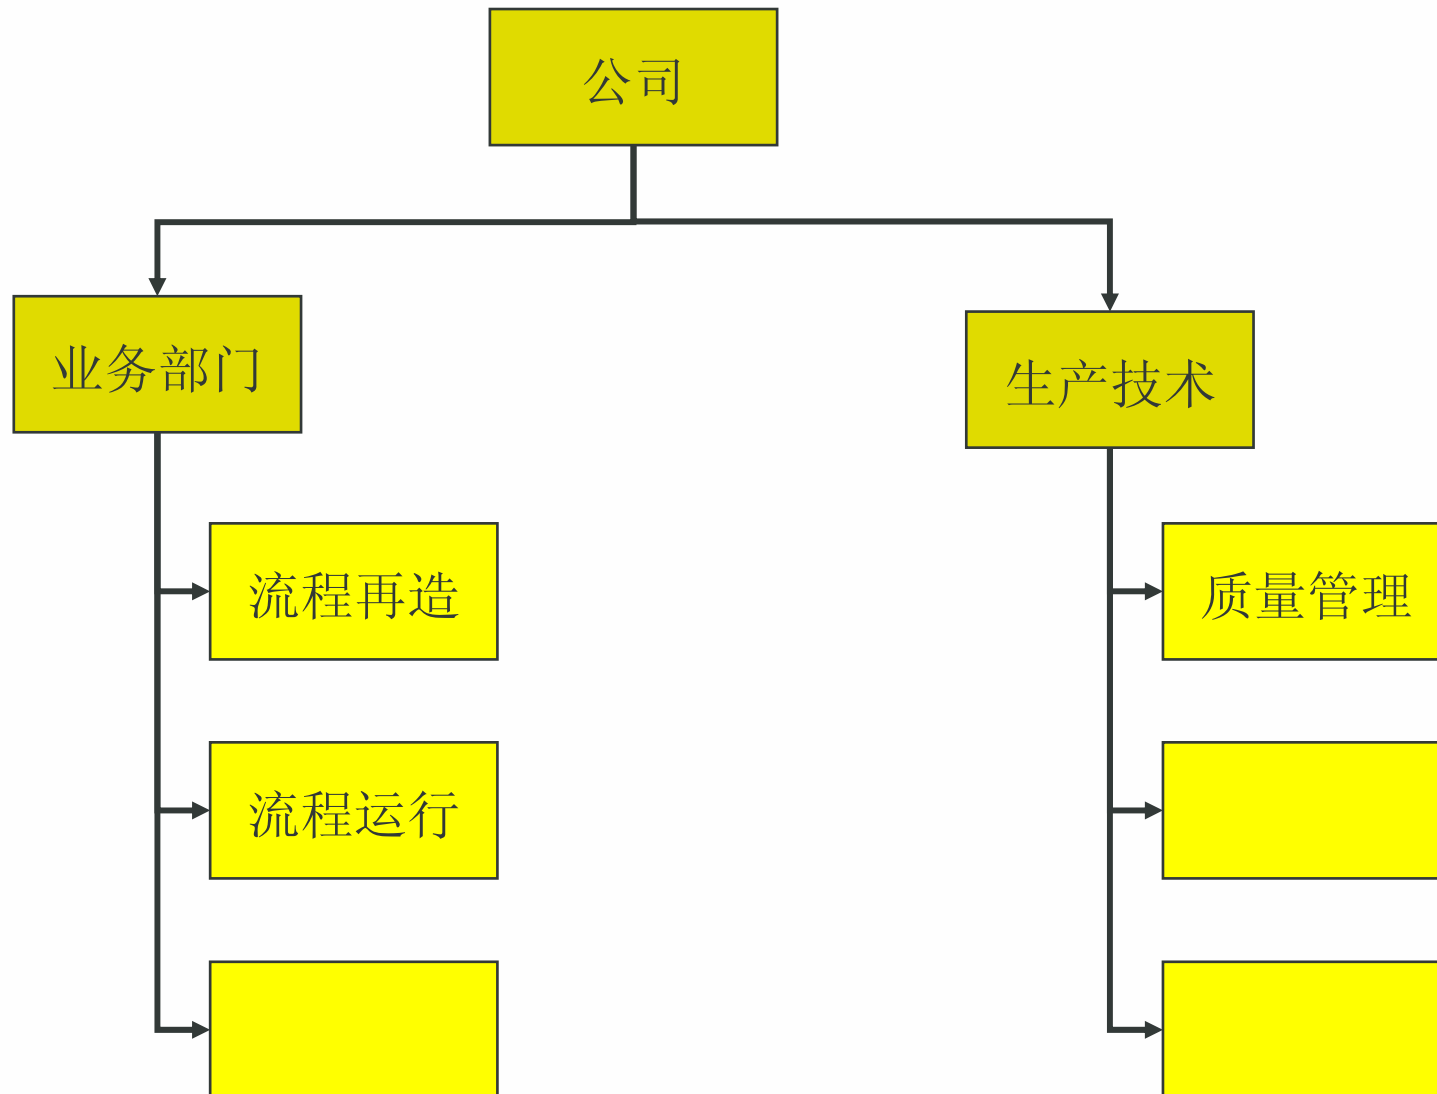 公司
业务部门
生产技术
流程再造
质量管理
流程运行